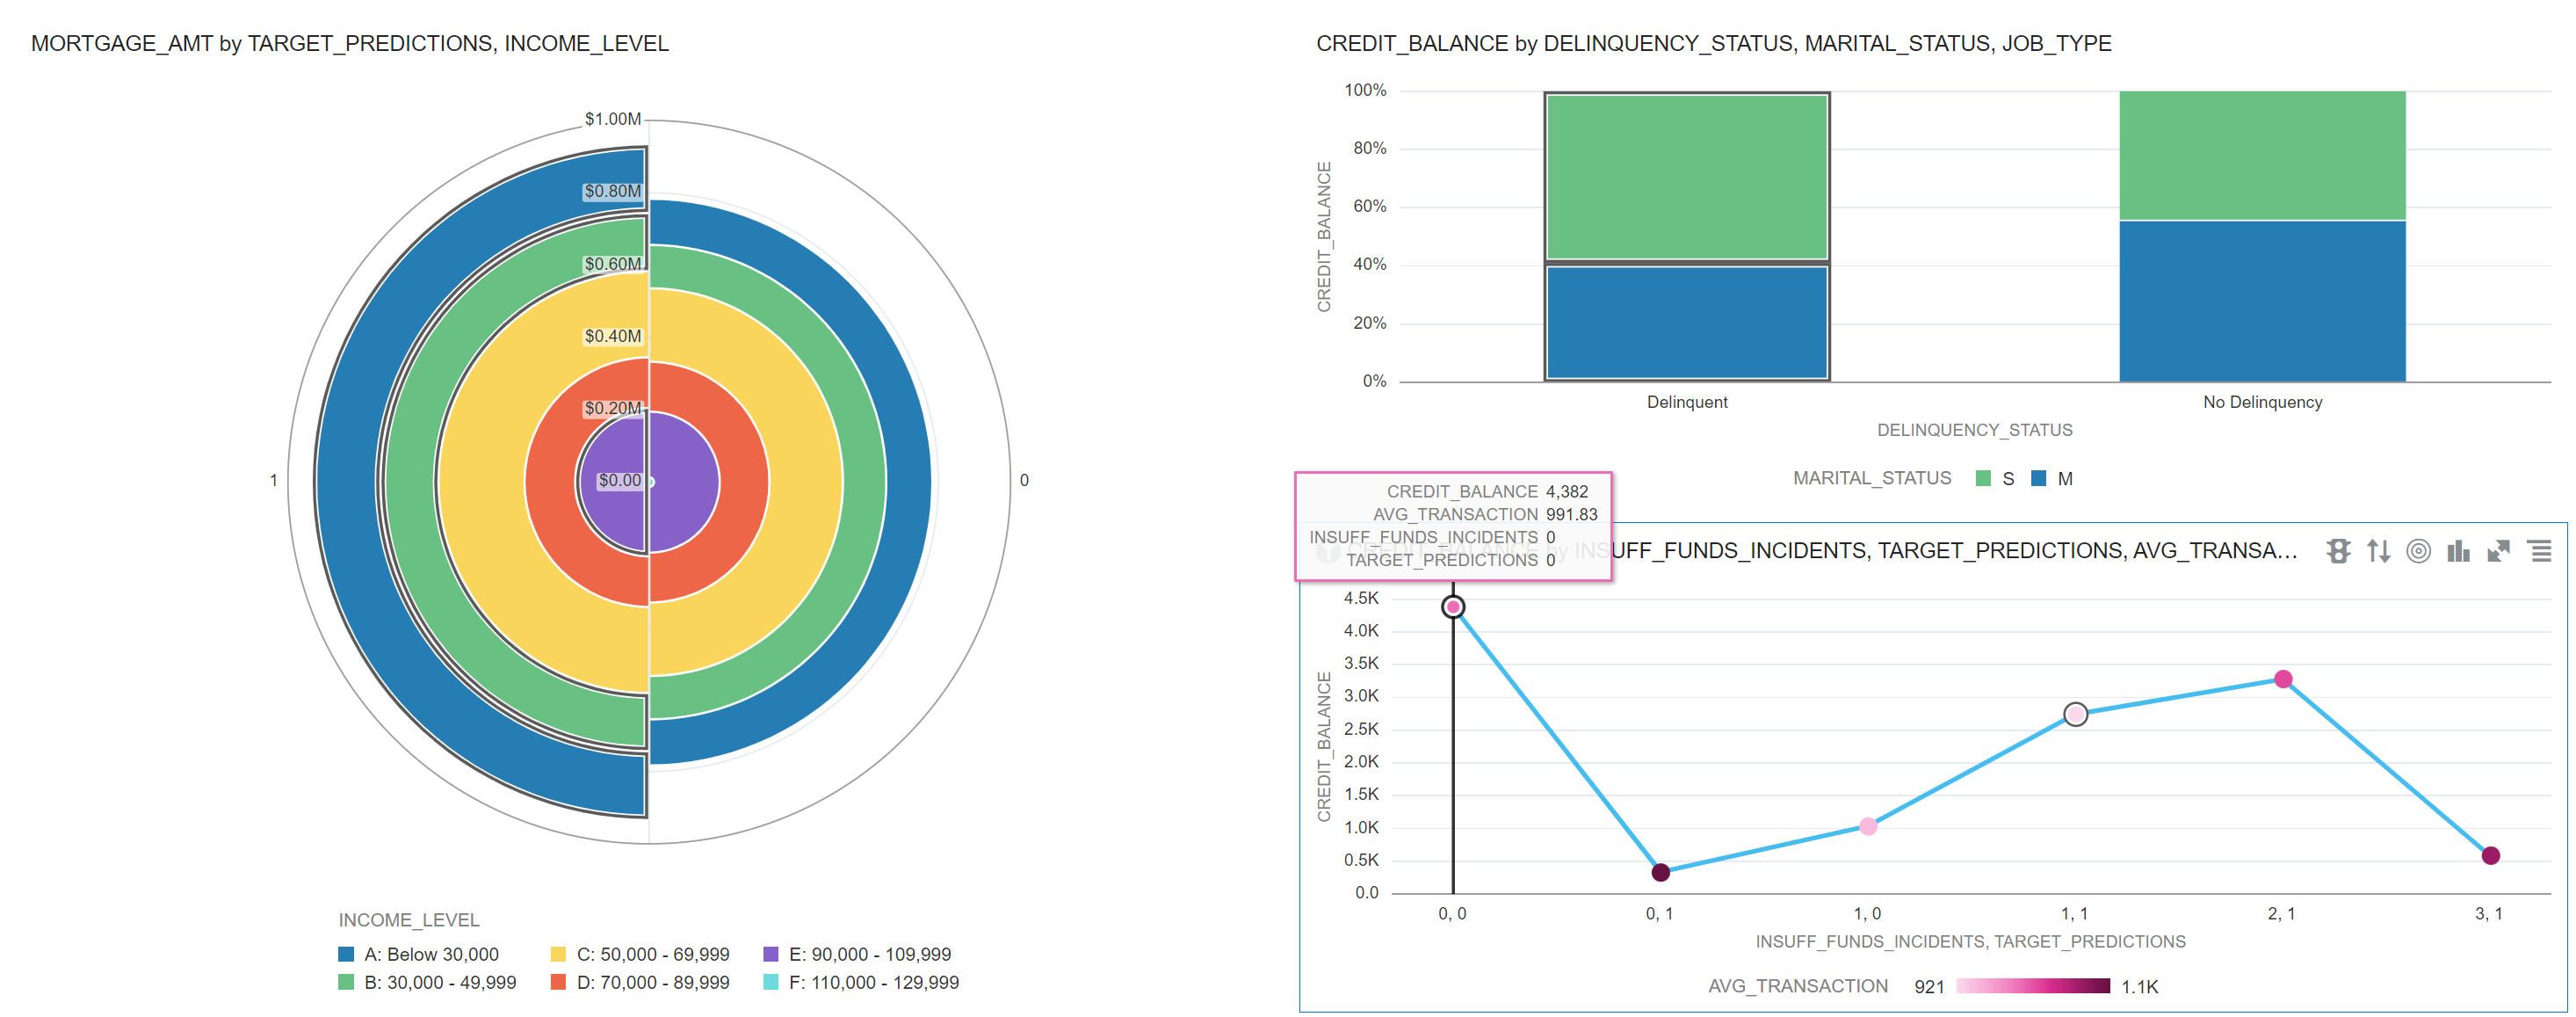 MORTGAGE_AMT by TARGET_PREDICTIONS, INCOME_LEVEL
$1.00M
$0.80M
$0.60M
$0.40M
$0.20M
$0.00
1
0
INCOME_LEVEL
A: Below 30,000
C: 50,000 - 69,999
E: 90,000 - 109,999
B: 30,000 - 49,999
D: 70,000 - 89,999
F: 110,000 - 129,999
CREDIT_BALANCE by DELINQUENCY_STATUS, MARITAL_STATUS, JOB_TYPE
CREDIT_BALANCE
100%
80%
60%
40%
20%
0%
Delinquent
No Delinquency
DELINQUENCY_STATUS
MARITAL_STATUS S M
CREDIT_BALANCE 4,382
AVG_TRANSACTION 991.83
INSUFF_FUNDS_INCIDENTS 0
TARGET_PREDICTIONS 0
CREDIT_BALANCE by INSUFF_FUNDS_INCIDENTS, TARGET_PREDICTIONS, AVG_TRANSA...
CREDIT_BALANCE
4.5K
4.0K
3.5K
3.0K
2.5K
2.0K
1.5K
1.0K
0.5K
0.0
0, 0
0, 1
1, 0
1, 1
2, 1
3, 1
INSUFF_FUNDS_INCIDENTS, TARGET_PREDICTIONS
AVG_TRANSACTION 921 1.1K